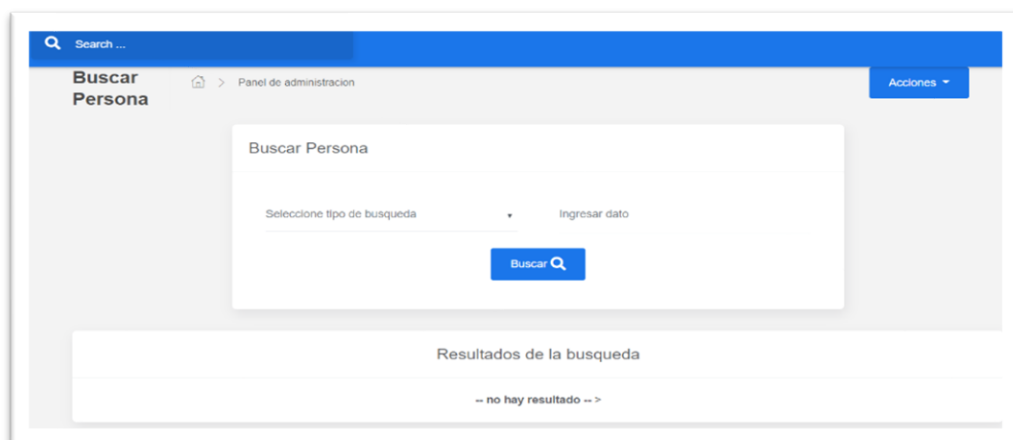 Search ...
Buscar
Persona
> Panel de administracion
Acciones
Buscar Persona
Seleccione tipo de busqueda
Ingresar dato
Buscar
Resultados de la busqueda
-- no hay resultado -- >